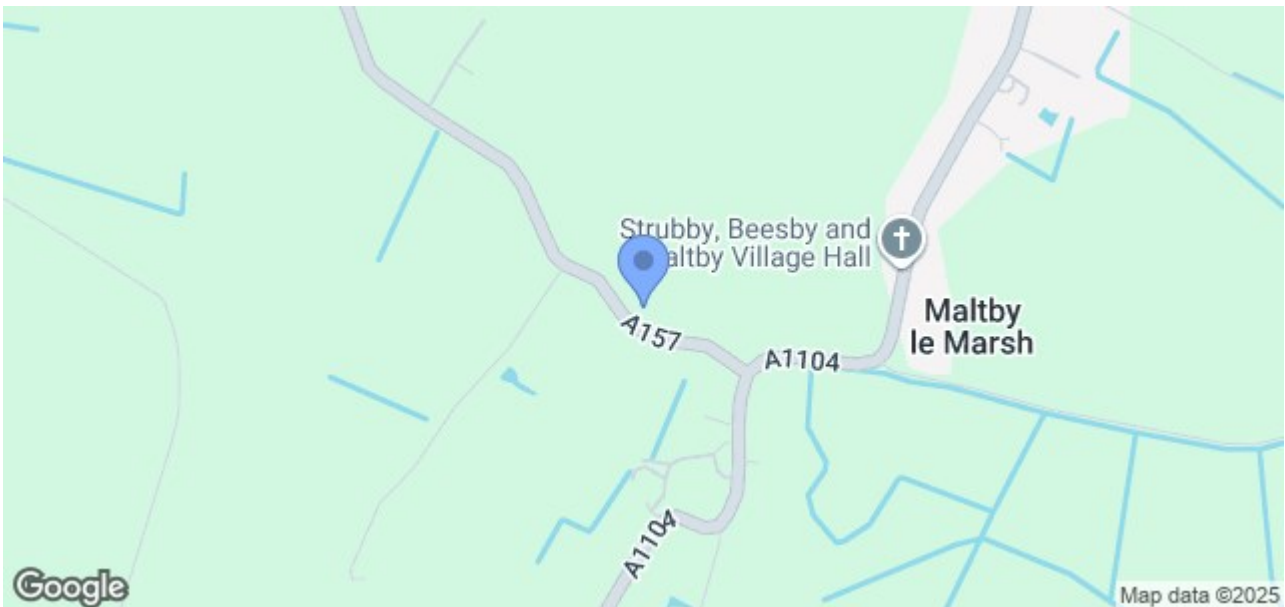 Strubby, Beesby and
altby Village Hall
Maltby
le Marsh
A157
A1104
A1104
Google
Map data ©2025